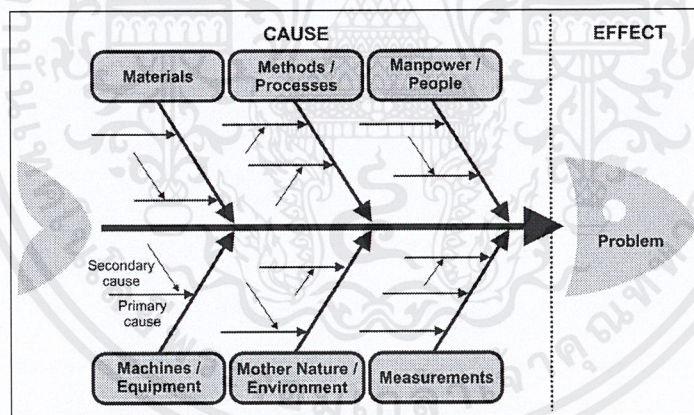 CAUSE
EFFECT
Materials
Methods /
Processes
Manpower /
People
Problem
Secondary
cause
Primary
cause
Machines /
Equipment
Mother Nature /
Environment
Measurements